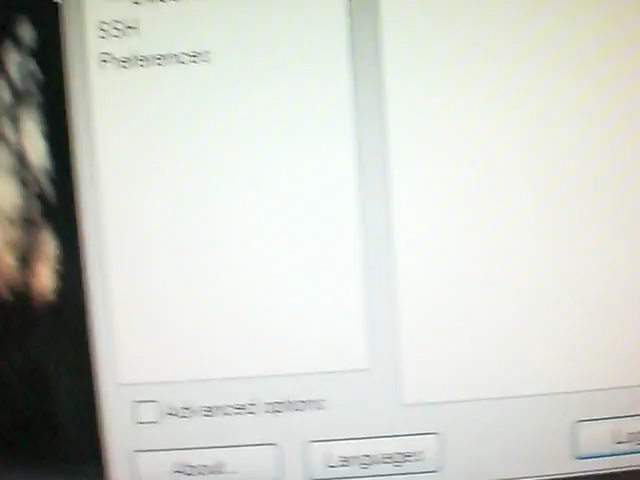 SSH
Preferences
Advanced options
About...
Languages